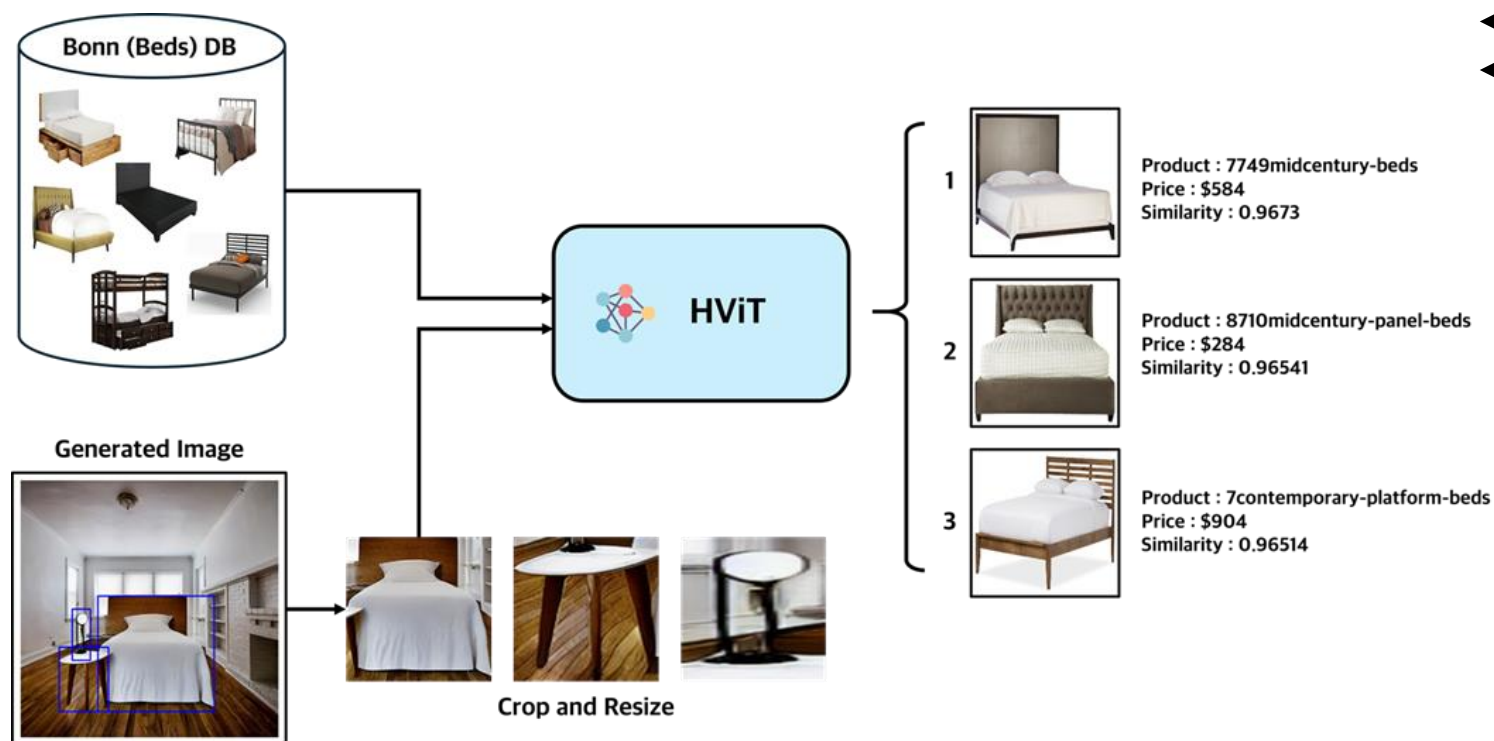 Bonn (Beds) DB
HViT
1
Product : 7749midcentury-beds
Price : $584
Similarity : 0.9673
2
Product : 8710midcentury-panel-beds
Price : $284
Similarity : 0.96541
3
Product : 7contemporary-platform-beds
Price : $904
Similarity : 0.96514
Generated Image
Crop and Resize